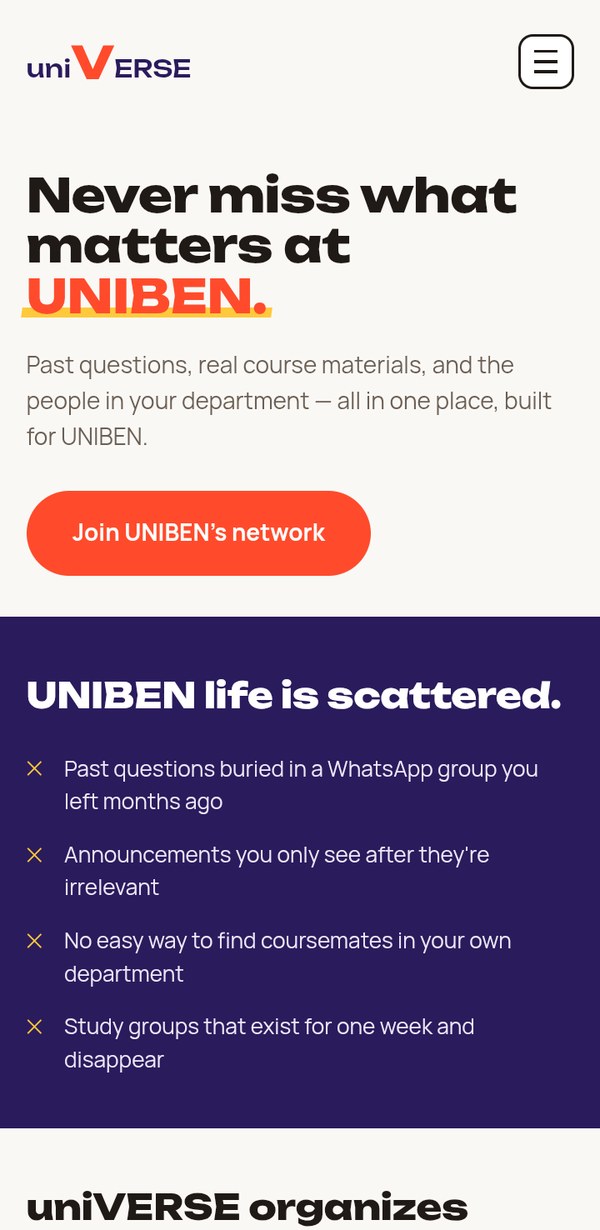 uniVERSE
Never miss what
matters at
UNIBEN.
Past questions, real course materials, and the
people in your department — all in one place, built
for UNIBEN.
Join UNIBEN’s network
UNIBEN life is scattered.
Past questions buried in a WhatsApp group you
left months ago
Announcements you only see after they're
irrelevant
No easy way to find coursemates in your own
department
Study groups that exist for one week and
disappear
uniVERSE organizes